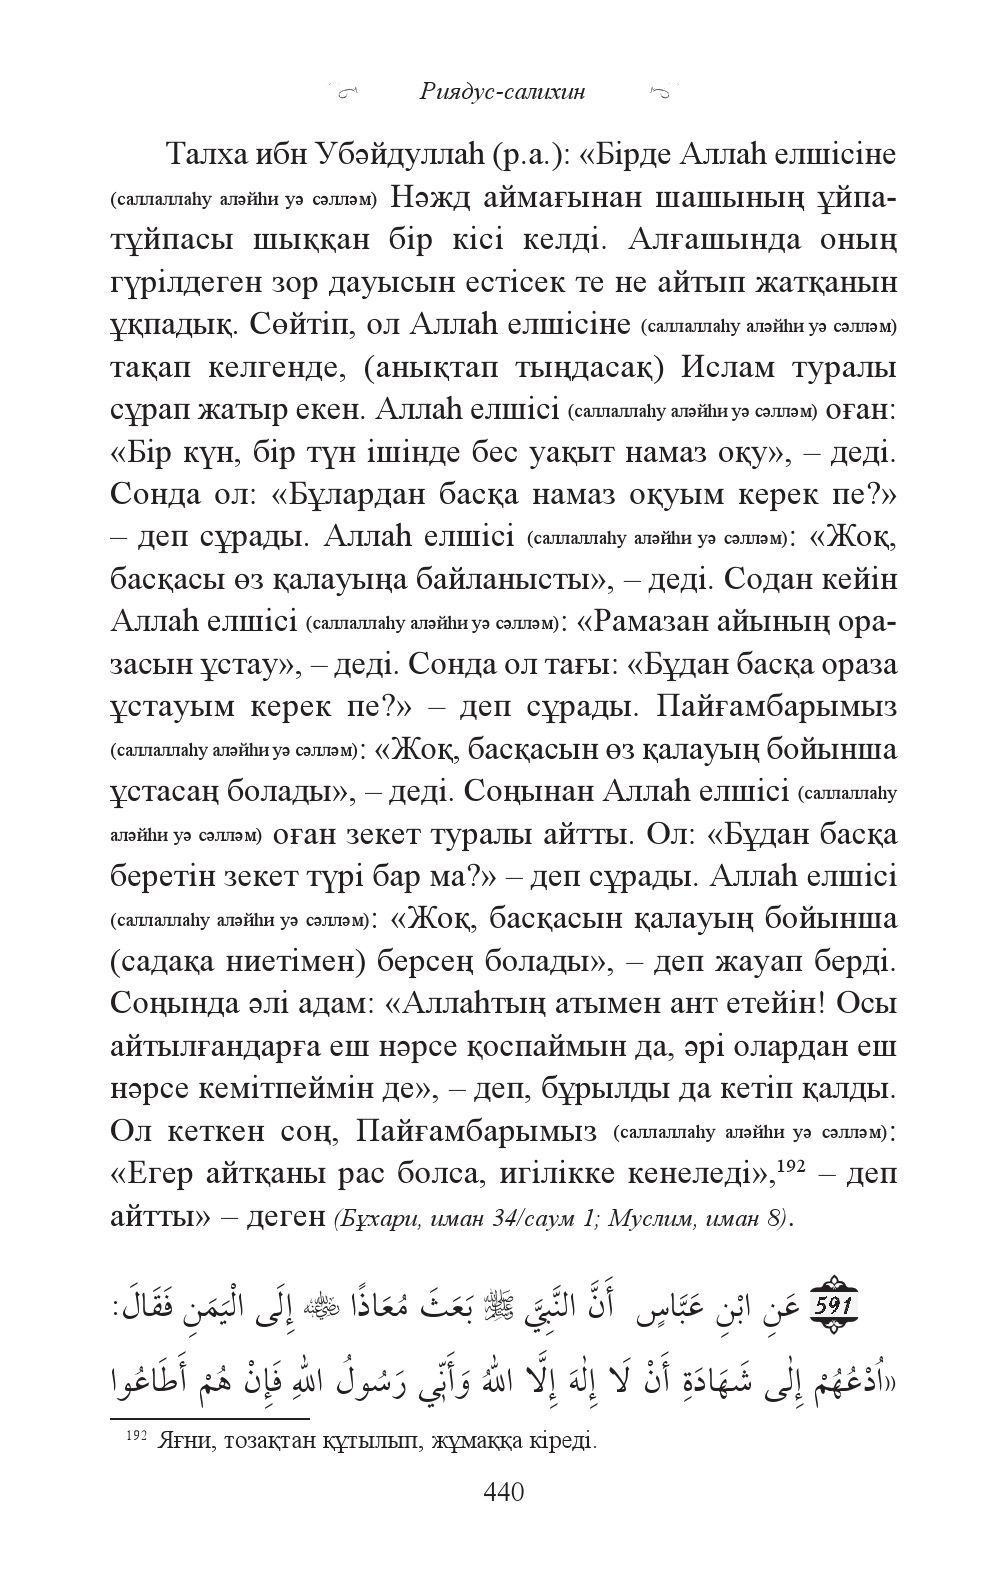 Риядус-салихин
Талха ибн Убәйдуллаһ (р.а.): «Бірде Аллаһ елшісіне
(саллаллаһу аләйһи уә сәлләм) Нәжд аймағынан шашының ұйпа-
тұйпасы шыққан бір кісі келді. Алғашында оның
гүрілдеген зор дауысын естісек те не айтып жатқанын
ұқпадық. Сөйтіп, ол Аллаһ елшісіне (саллаллаһу аләйһи уә сәлләм)
тақап келгенде, (анықтап тыңдасақ) Ислам туралы
сұрап жатыр екен. Аллаһ елшісі (саллаллаһу аләйһи уә сәлләм) оған:
«Бір күн, бір түн ішінде бес уақыт намаз оқу», – деді.
Сонда ол: «Бұлардан басқа намаз оқуым керек пе?»
– деп сұрады. Аллаһ елшісі (саллаллаһу аләйһи уә сәлләм): «Жоқ,
басқасы өз қалауыңа байланысты», – деді. Содан кейін
Аллаһ елшісі (саллаллаһу аләйһи уә сәлләм): «Рамазан айының ора-
засын ұстау», – деді. Сонда ол тағы: «Бұдан басқа ораза
ұстауым керек пе?» – деп сұрады. Пайғамбарымыз
(саллаллаһу аләйһи уә сәлләм): «Жоқ, басқасын өз қалауың бойынша
ұстасаң болады», – деді. Соңынан Аллаһ елшісі (саллаллаһу
аләйһи уә сәлләм) оған зекет туралы айтты. Ол: «Бұдан басқа
беретін зекет түрі бар ма?» – деп сұрады. Аллаһ елшісі
(саллаллаһу аләйһи уә сәлләм): «Жоқ, басқасын қалауың бойынша
(садақа ниетімен) берсең болады», – деп жауап берді.
Соңында әлі адам: «Аллаһтың атымен ант етейін! Осы
айтылғандарға еш нәрсе қоспаймын да, әрі олардан еш
нәрсе кемітпеймін де», – деп, бұрылды да кетіп қалды.
Ол кеткен соң, Пайғамбарымыз (саллаллаһу аләйһи уә сәлләм):
«Егер айтқаны рас болса, игілікке кенеледі»,¹⁹² – деп
айтты» – деген (Бұхари, иман 34/саум 1; Муслим, иман 8).
591 عَنِ ابْنِ عَبَّاسٍ أَنَّ النَّبِيَّ ﷺ بَعَثَ مُعَاذًا رضي الله عنه إِلَى الْيَمَنِ فَقَالَ:
«اُدْعُهُمْ إِلٰى شَهَادَةِ أَنْ لَا إِلٰهَ إِلَّا اللهُ وَأَنِّي رَسُولُ اللهِ فَإِنْ هُمْ أَطَاعُوا
¹⁹² Яғни, тозақтан құтылып, жұмаққа кіреді.
440